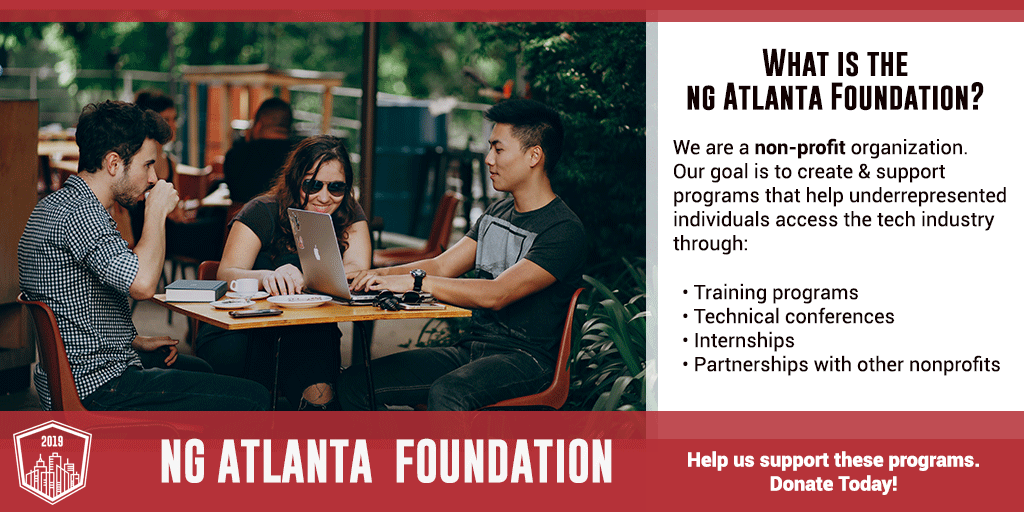 WHAT IS THE
NG ATLANTA FOUNDATION?
We are a non-profit organization.
Our goal is to create & support
programs that help underrepresented
individuals access the tech industry
through:
• Training programs
• Technical conferences
• Internships
• Partnerships with other nonprofits
2019
NG ATLANTA FOUNDATION
Help us support these programs.
Donate Today!